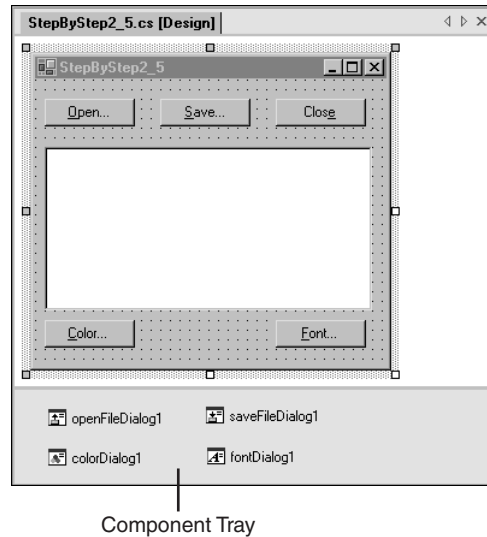 StepByStep2_5.cs [Design]
StepByStep2_5
Open... Save... Close
Color... Font...
openFileDialog1 saveFileDialog1
colorDialog1 fontDialog1
Component Tray